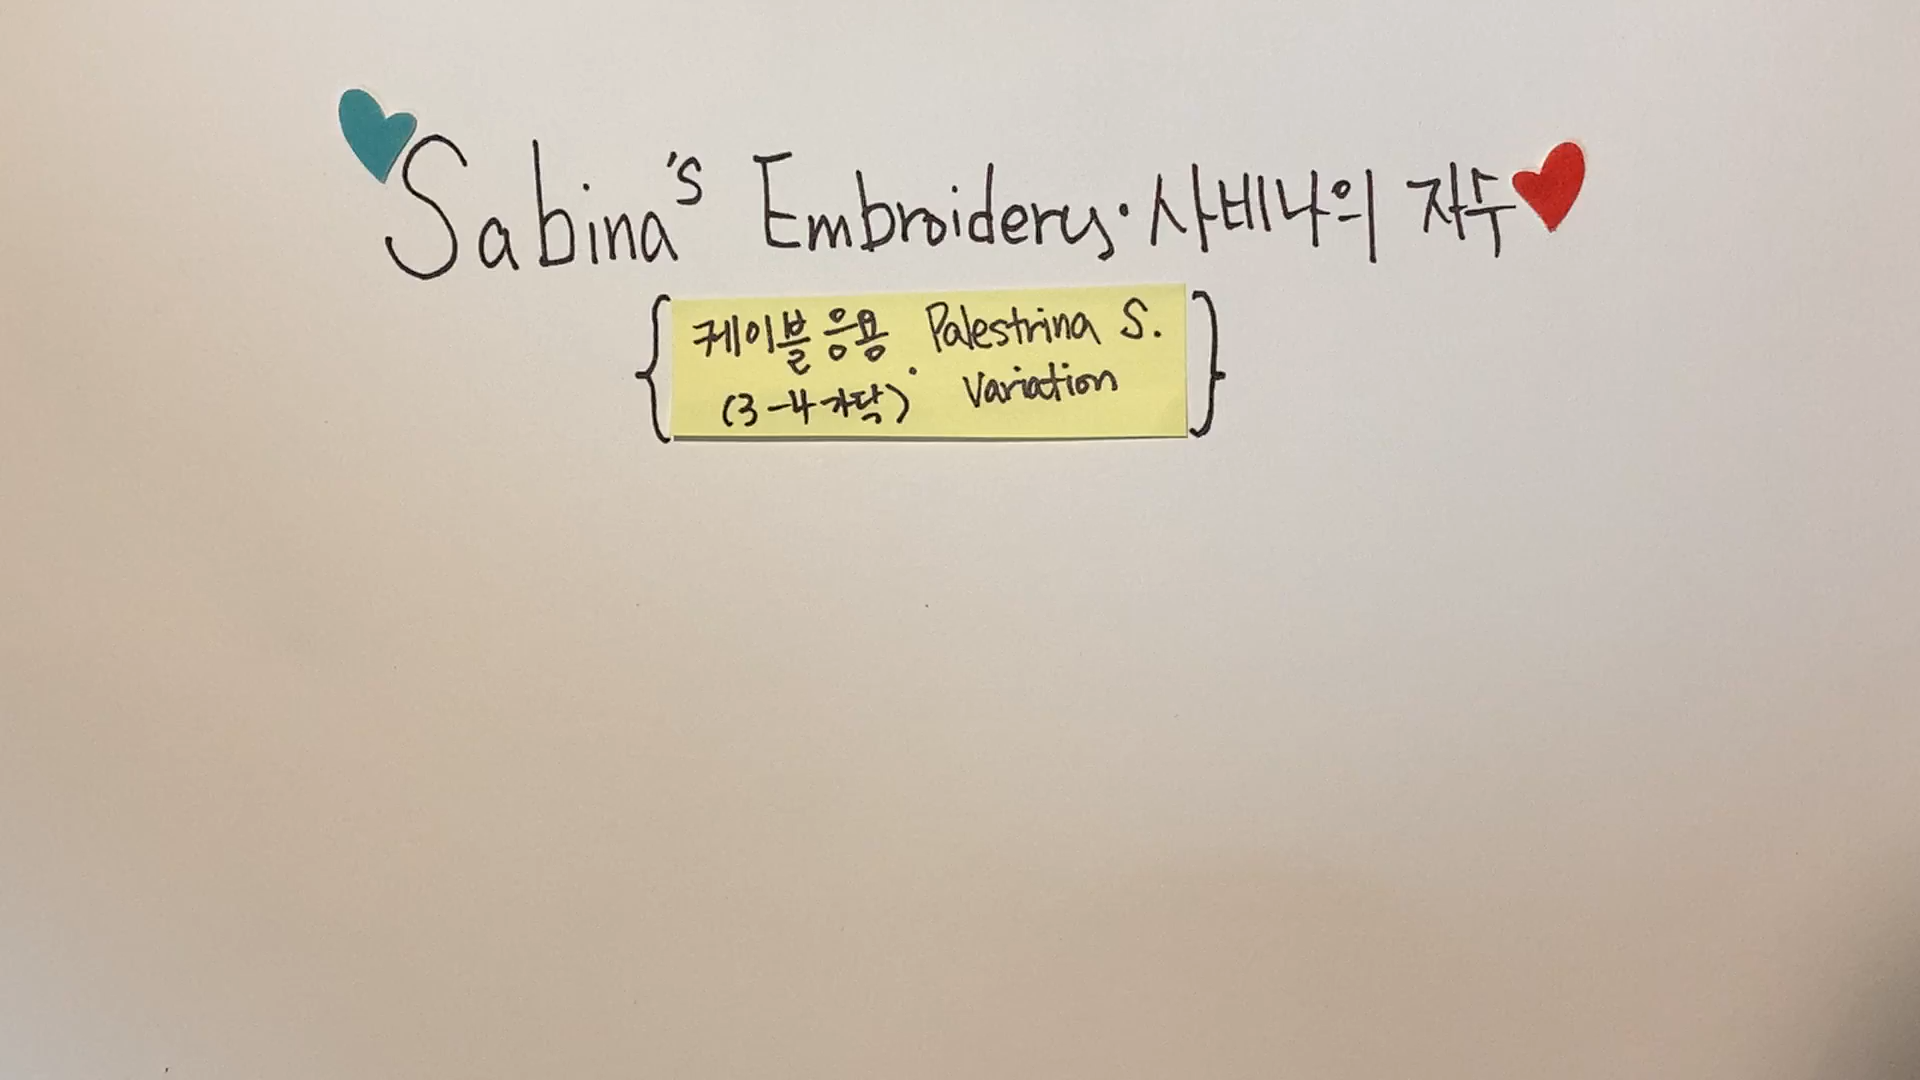 Sabina's Embroidery · 사비나의 자수
케이블 응용 Palestrina S.
(3-4가닥) · Variation